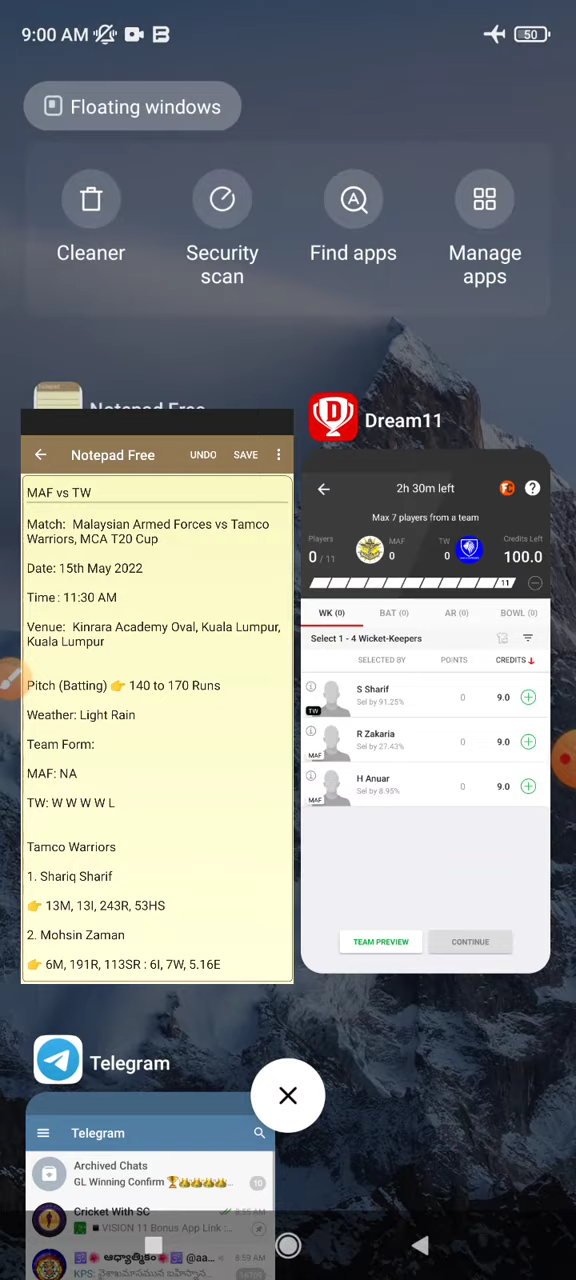 9:00 AM
50
Floating windows
Cleaner
Security scan
Find apps
Manage apps
Notepad Free
Notepad Free UNDO SAVE
MAF vs TW
Match: Malaysian Armed Forces vs Tamco
Warriors, MCA T20 Cup
Date: 15th May 2022
Time : 11:30 AM
Venue: Kinrara Academy Oval, Kuala Lumpur,
Kuala Lumpur
Pitch (Batting) 👉 140 to 170 Runs
Weather: Light Rain
Team Form:
MAF: NA
TW: W W W W L
Tamco Warriors
1. Shariq Sharif
👉 13M, 13I, 243R, 53HS
2. Mohsin Zaman
👉 6M, 191R, 113SR : 6I, 7W, 5.16E
Dream11
2h 30m left
Max 7 players from a team
Players MAF TW Credits Left
0 / 11 0 0 100.0
11
WK (0) BAT (0) AR (0) BOWL (0)
Select 1 - 4 Wicket-Keepers
SELECTED BY POINTS CREDITS
S Sharif
Sel by 91.25%
0 9.0
TW
R Zakaria
Sel by 27.43%
0 9.0
MAF
H Anuar
Sel by 8.95%
0 9.0
MAF
TEAM PREVIEW CONTINUE
Telegram
Telegram
Archived Chats
GL Winning Confirm 🏆👑👑👑👑... 10
Cricket With SC 8:55 AM
VISION 11 Bonus App Link :...
ఆధ్యాత్మికం @aa... 8:59 AM